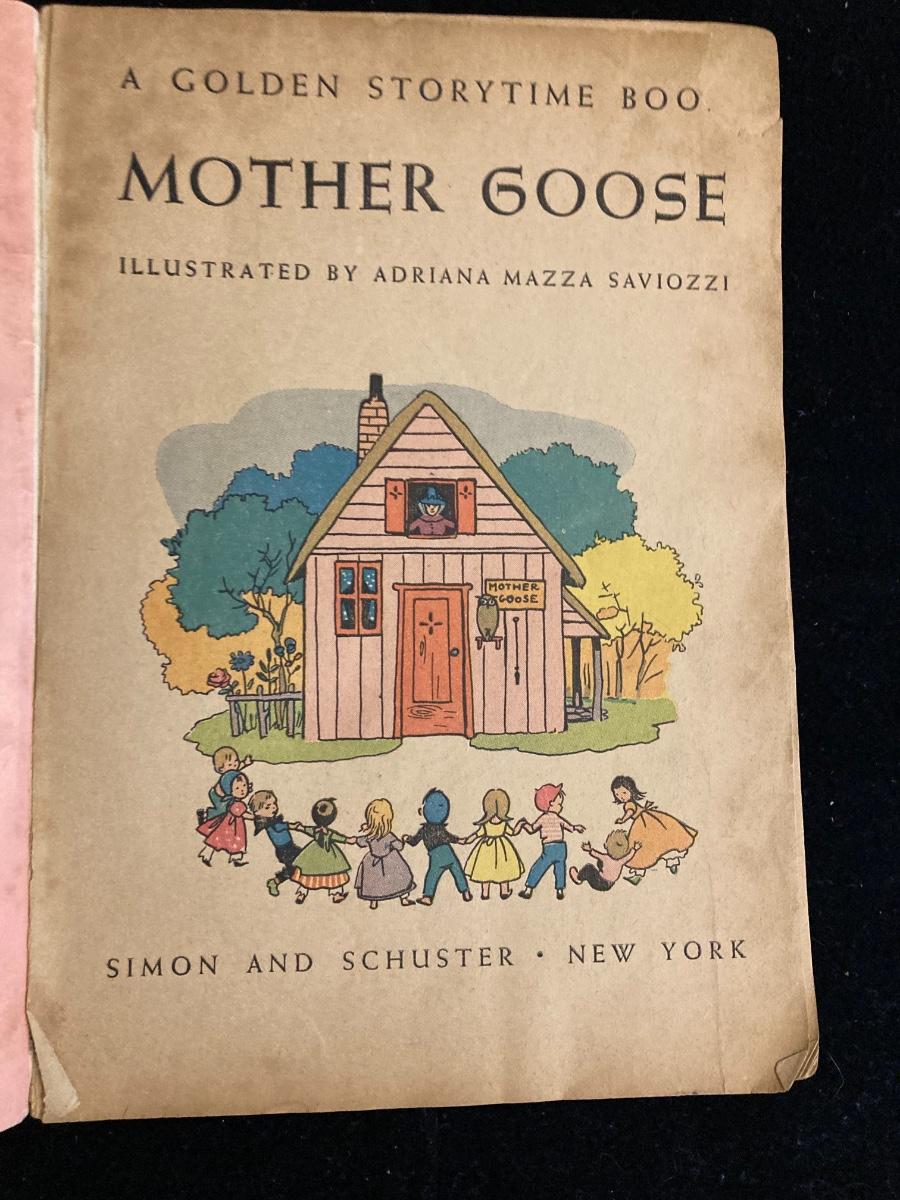 A GOLDEN STORYTIME BOO
MOTHER GOOSE
ILLUSTRATED BY ADRIANA MAZZA SAVIOZZI
MOTHER
GOOSE
SIMON AND SCHUSTER • NEW YORK